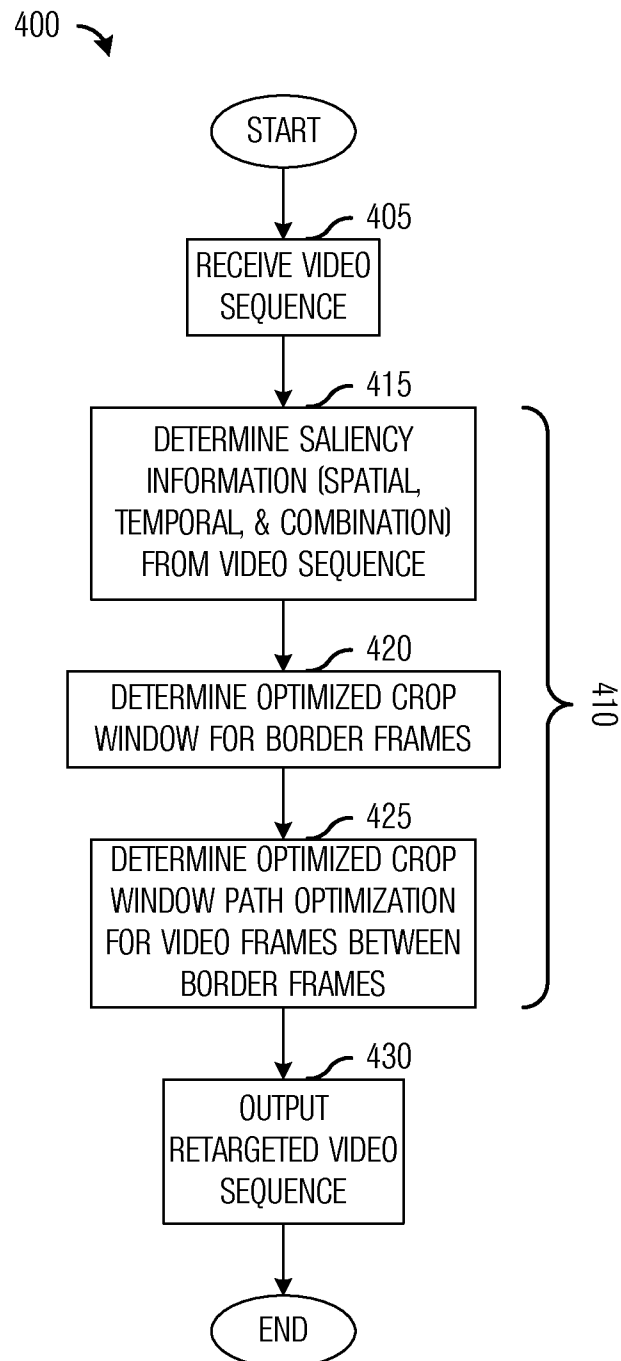 400
START
405
RECEIVE VIDEO
SEQUENCE
415
DETERMINE SALIENCY
INFORMATION (SPATIAL,
TEMPORAL, & COMBINATION)
FROM VIDEO SEQUENCE
420
DETERMINE OPTIMIZED CROP
WINDOW FOR BORDER FRAMES
410
425
DETERMINE OPTIMIZED CROP
WINDOW PATH OPTIMIZATION
FOR VIDEO FRAMES BETWEEN
BORDER FRAMES
430
OUTPUT
RETARGETED VIDEO
SEQUENCE
END